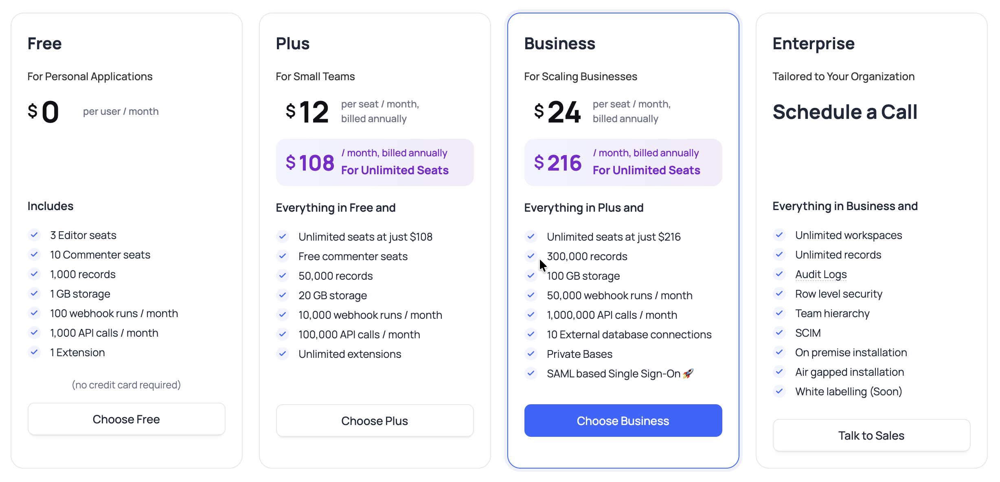 Free
For Personal Applications
$ 0 per user / month
Includes
3 Editor seats
10 Commenter seats
1,000 records
1 GB storage
100 webhook runs / month
1,000 API calls / month
1 Extension
(no credit card required)
Choose Free
Plus
For Small Teams
$ 12 per seat / month,
billed annually
$ 108 / month, billed annually
For Unlimited Seats
Everything in Free and
Unlimited seats at just $108
Free commenter seats
50,000 records
20 GB storage
10,000 webhook runs / month
100,000 API calls / month
Unlimited extensions
Choose Plus
Business
For Scaling Businesses
$ 24 per seat / month,
billed annually
$ 216 / month, billed annually
For Unlimited Seats
Everything in Plus and
Unlimited seats at just $216
300,000 records
100 GB storage
50,000 webhook runs / month
1,000,000 API calls / month
10 External database connections
Private Bases
SAML based Single Sign-On 🚀
Choose Business
Enterprise
Tailored to Your Organization
Schedule a Call
Everything in Business and
Unlimited workspaces
Unlimited records
Audit Logs
Row level security
Team hierarchy
SCIM
On premise installation
Air gapped installation
White labelling (Soon)
Talk to Sales